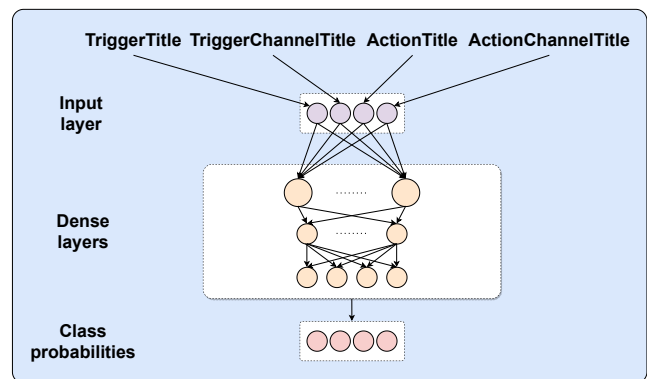 TriggerTitle TriggerChannelTitle ActionTitle ActionChannelTitle
Input
layer
........
Dense
layers
........
Class
probabilities